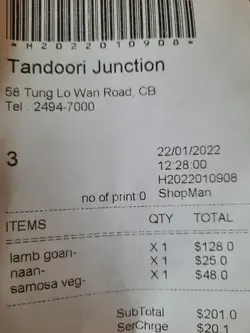 *H2022010908*
Tandoori Junction
58 Tung Lo Wan Road, CB
Tel : 2494-7000
3
22/01/2022
12:28:00
H2022010908
no of print:0 ShopMan
ITEMS QTY TOTAL
lamb goan- X 1 $128.0
naan- X 1 $25.0
samosa veg- X 1 $48.0
SubTotal $201.0
SerChrge $20.1